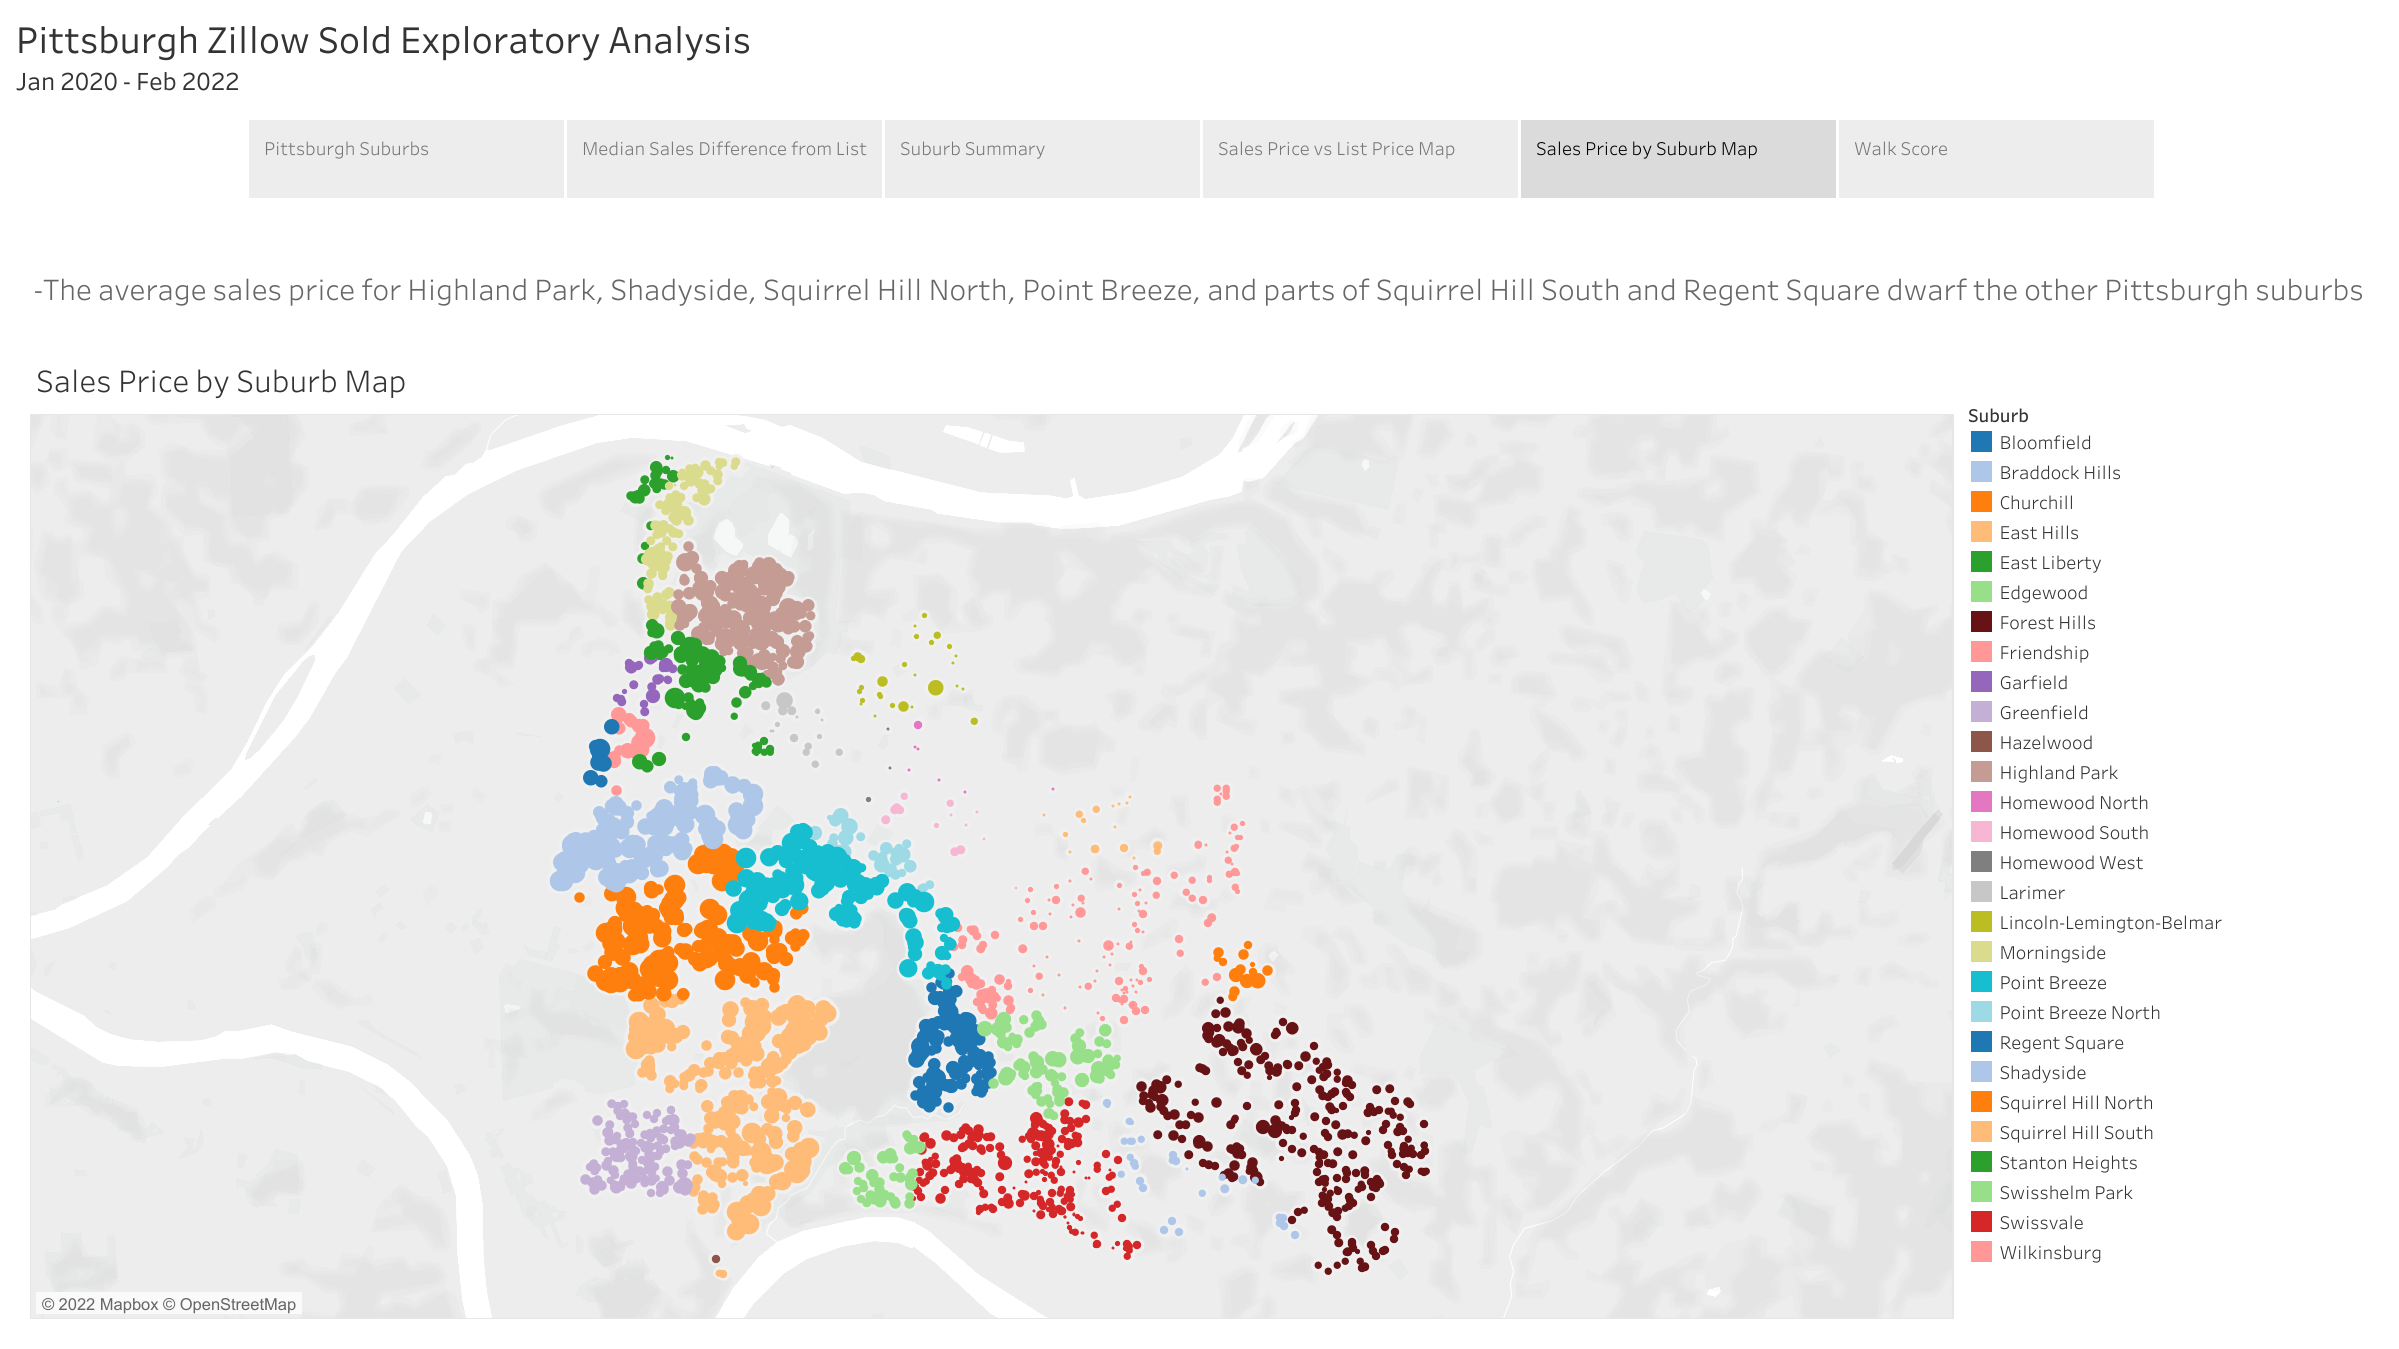 Pittsburgh Zillow Sold Exploratory Analysis
Jan 2020 - Feb 2022
Pittsburgh Suburbs
Median Sales Difference from List
Suburb Summary
Sales Price vs List Price Map
Sales Price by Suburb Map
Walk Score
-The average sales price for Highland Park, Shadyside, Squirrel Hill North, Point Breeze, and parts of Squirrel Hill South and Regent Square dwarf the other Pittsburgh suburbs
Sales Price by Suburb Map
Suburb
Bloomfield
Braddock Hills
Churchill
East Hills
East Liberty
Edgewood
Forest Hills
Friendship
Garfield
Greenfield
Hazelwood
Highland Park
Homewood North
Homewood South
Homewood West
Larimer
Lincoln-Lemington-Belmar
Morningside
Point Breeze
Point Breeze North
Regent Square
Shadyside
Squirrel Hill North
Squirrel Hill South
Stanton Heights
Swisshelm Park
Swissvale
Wilkinsburg
© 2022 Mapbox © OpenStreetMap